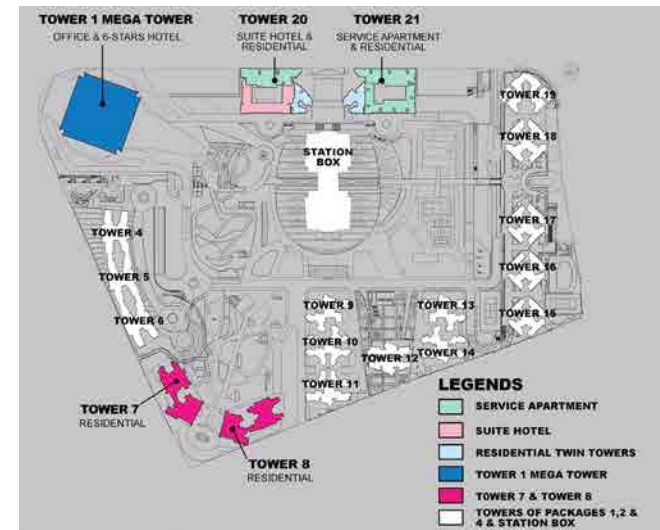 TOWER 1 MEGA TOWER
OFFICE & 6-STARS HOTEL
TOWER 20
SUITE HOTEL &
RESIDENTIAL
TOWER 21
SERVICE APARTMENT
& RESIDENTIAL
TOWER 19
TOWER 18
STATION
BOX
TOWER 17
TOWER 16
TOWER 15
TOWER 4
TOWER 5
TOWER 6
TOWER 9
TOWER 10
TOWER 11
TOWER 12
TOWER 13
TOWER 14
TOWER 7
RESIDENTIAL
TOWER 8
RESIDENTIAL
LEGENDS
SERVICE APARTMENT
SUITE HOTEL
RESIDENTIAL TWIN TOWERS
TOWER 1 MEGA TOWER
TOWER 7 & TOWER 8
TOWERS OF PACKAGES 1,2 &
4 & STATION BOX